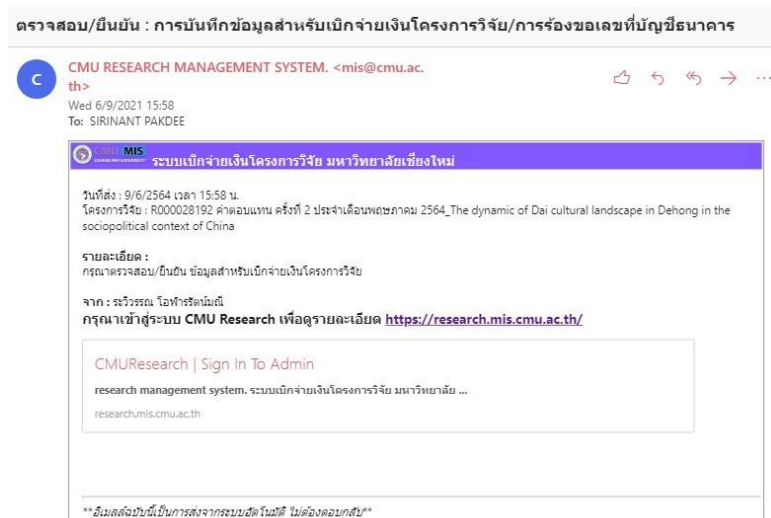 ตรวจสอบ/ยืนยัน : การบันทึกข้อมูลสำหรับเบิกจ่ายเงินโครงการวิจัย/การร้องขอเลขที่บัญชีธนาคาร
C
CMU RESEARCH MANAGEMENT SYSTEM. <mis@cmu.ac.
th>
Wed 6/9/2021 15:58
To: SIRINANT PAKDEE
CMU MIS
ระบบเบิกจ่ายเงินโครงการวิจัย มหาวิทยาลัยเชียงใหม่
วันที่ส่ง : 9/6/2564 เวลา 15:58 น.
โครงการวิจัย : R000028192 ค่าตอบแทน ครั้งที่ 2 ประจำเดือนพฤษภาคม 2564_The dynamic of Dai cultural landscape in Dehong in the
sociopolitical context of China
รายละเอียด :
กรุณาตรวจสอบ/ยืนยัน ข้อมูลสำหรับเบิกจ่ายเงินโครงการวิจัย
จาก : ระวิวรรณ โอฬารรัตน์มณี
กรุณาเข้าสู่ระบบ CMU Research เพื่อดูรายละเอียด https://research.mis.cmu.ac.th/
CMUResearch | Sign In To Admin
research management system. ระบบเบิกจ่ายเงินโครงการวิจัย มหาวิทยาลัย ...
research.mis.cmu.ac.th
**อีเมลล์ฉบับนี้เป็นการส่งจากระบบอัตโนมัติ ไม่ต้องตอบกลับ**